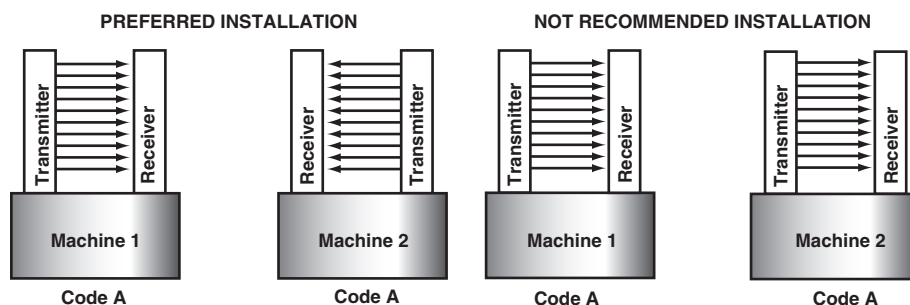 PREFERRED INSTALLATION
Transmitter
Receiver
Machine 1
Code A
Receiver
Transmitter
Machine 2
Code A
NOT RECOMMENDED INSTALLATION
Transmitter
Receiver
Machine 1
Code A
Transmitter
Receiver
Machine 2
Code A